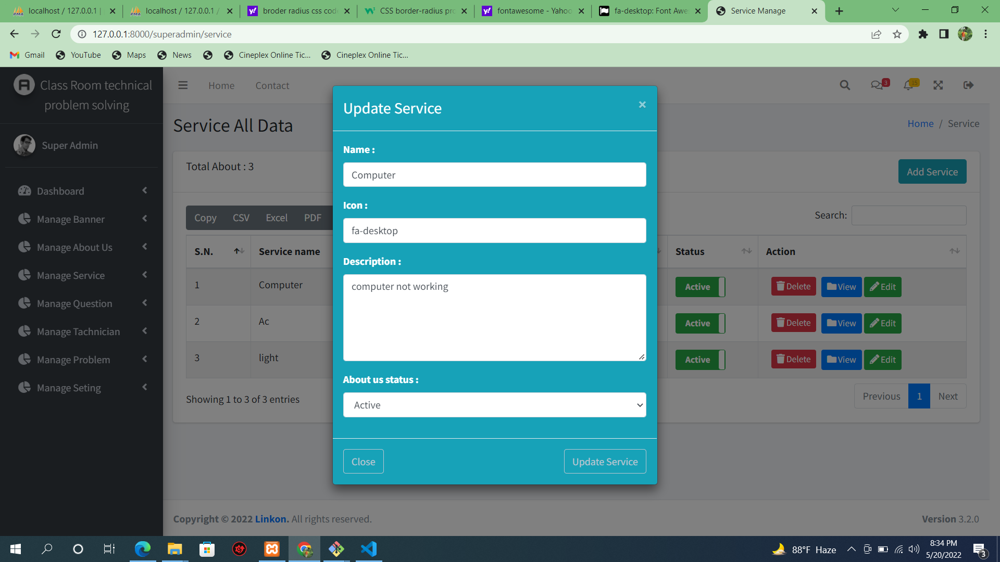 localhost / 127.0.0.1 |
localhost / 127.0.0.1 /
broder radius css code
CSS border-radius pro
fontawesome - Yahoo
fa-desktop: Font Awe
Service Manage
127.0.0.1:8000/superadmin/service
Gmail YouTube Maps News Cineplex Online Tic... Cineplex Online Tic...
Class Room technical
problem solving
Home Contact 3 15
Super Admin
Dashboard
Manage Banner
Manage About Us
Manage Service
Manage Question
Manage Tachnician
Manage Problem
Manage Seting
Service All Data
Home / Service
Total About : 3
Add Service
Copy CSV Excel PDF
Search:
S.N. Service name Status Action
1 Computer Active Delete View Edit
2 Ac Active Delete View Edit
3 light Active Delete View Edit
Showing 1 to 3 of 3 entries
Previous 1 Next
Update Service
×
Name :
Computer
Icon :
fa-desktop
Description :
computer not working
About us status :
Active
Close
Update Service
Copyright © 2022 Linkon. All rights reserved.
Version 3.2.0
88°F Haze
8:34 PM
5/20/2022
3